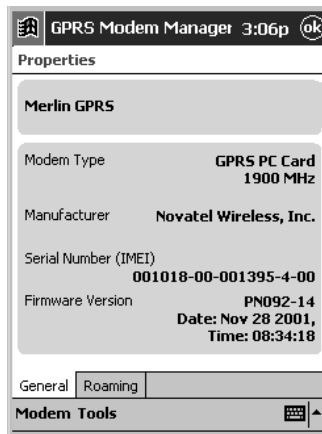 GPRS Modem Manager 3:06p ok
Properties
Merlin GPRS
Modem Type GPRS PC Card
1900 MHz
Manufacturer Novatel Wireless, Inc.
Serial Number (IMEI)
001018-00-001395-4-00
Firmware Version PN092-14
Date: Nov 28 2001,
Time: 08:34:18
General Roaming
Modem Tools